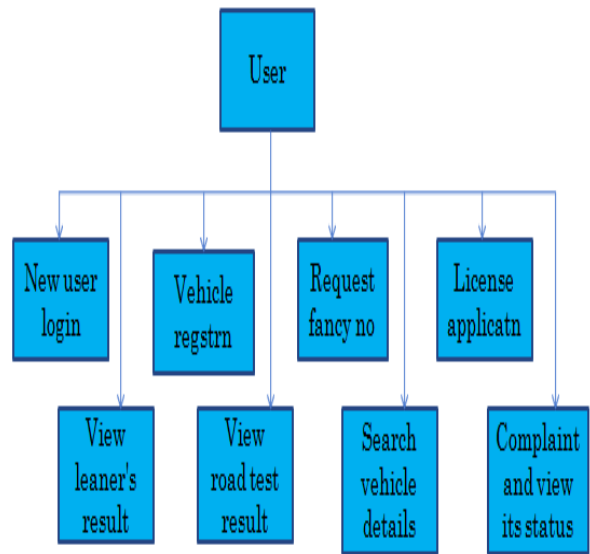 User
New user
login
Vehicle
regstrn
Request
fancy no
License
applicatn
View
leaner's
result
View
road test
result
Search
vehicle
details
Complaint
and view
its status